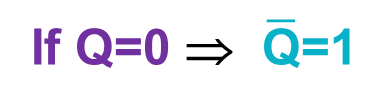 If Q=0 ⇒ Q̅=1